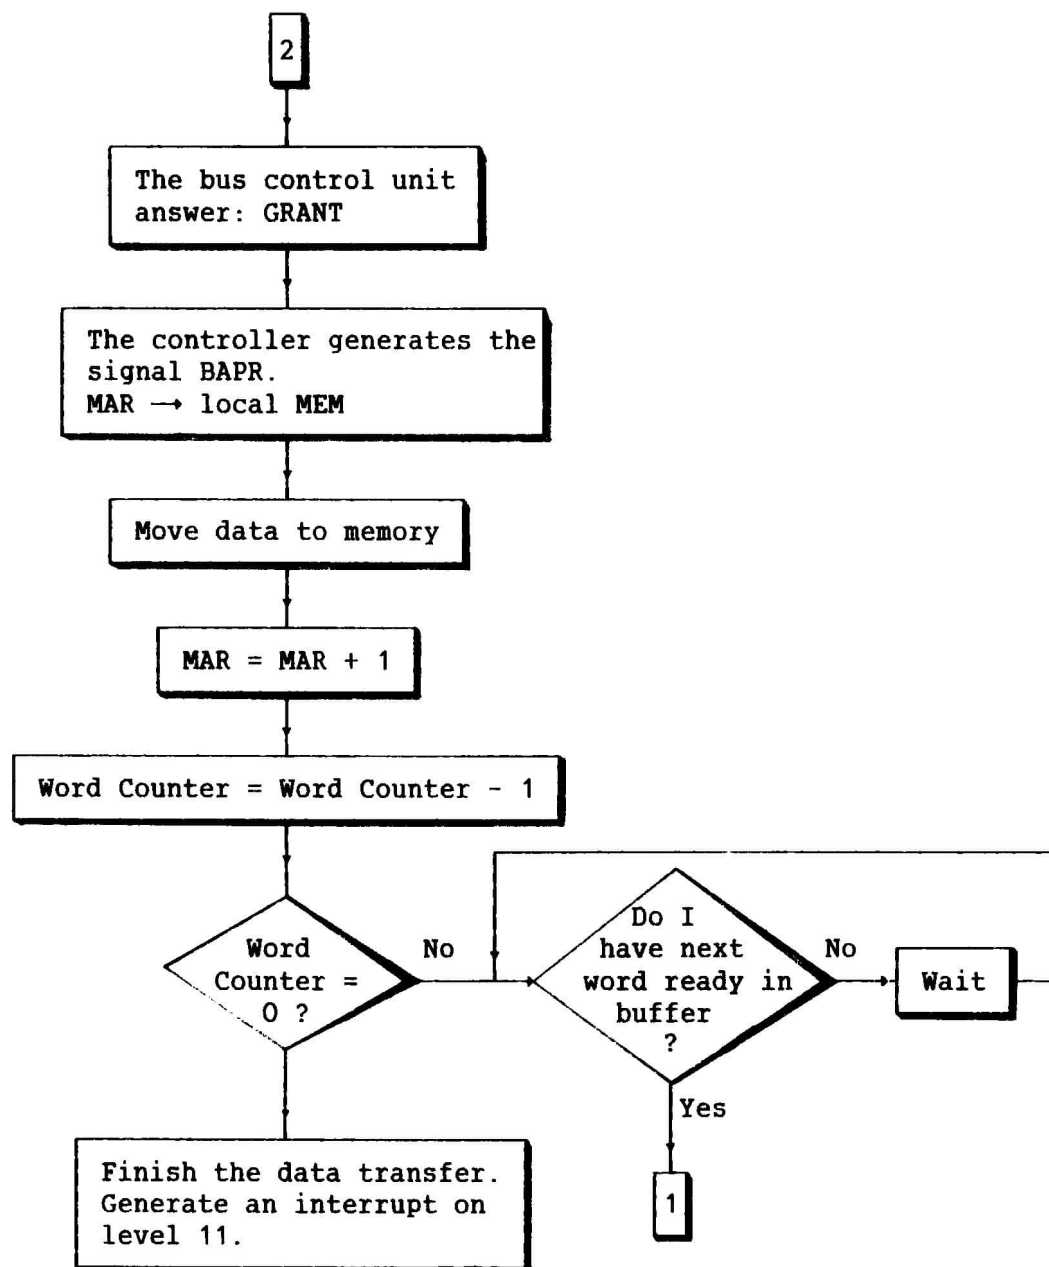 2
The bus control unit
answer: GRANT
The controller generates the
signal BAPR.
MAR → local MEM
Move data to memory
MAR = MAR + 1
Word Counter = Word Counter - 1
Word
Counter =
0 ?
No
Do I
have next
word ready in
buffer
?
No
Wait
Yes
1
Finish the data transfer.
Generate an interrupt on
level 11.